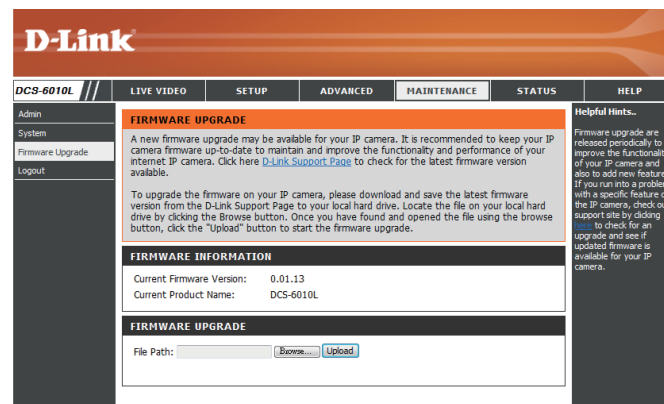 D-Link
DCS-6010L
LIVE VIDEO
SETUP
ADVANCED
MAINTENANCE
STATUS
HELP
Admin
System
Firmware Upgrade
Logout
FIRMWARE UPGRADE
A new firmware upgrade may be available for your IP camera. It is recommended to keep your IP
camera firmware up-to-date to maintain and improve the functionality and performance of your
internet IP camera. Click here D-Link Support Page to check for the latest firmware version
available.
To upgrade the firmware on your IP camera, please download and save the latest firmware
version from the D-Link Support Page to your local hard drive. Locate the file on your local hard
drive by clicking the Browse button. Once you have found and opened the file using the browse
button, click the "Upload" button to start the firmware upgrade.
FIRMWARE INFORMATION
Current Firmware Version: 0.01.13
Current Product Name: DCS-6010L
FIRMWARE UPGRADE
File Path: Browse... Upload
Helpful Hints..
Firmware upgrade are
released periodically to
improve the functionalit
of your IP camera and
also to add new feature
If you run into a problem
with a specific feature o
the IP camera, check ou
support site by clicking
here to check for an
upgrade and see if
updated firmware is
available for your IP
camera.